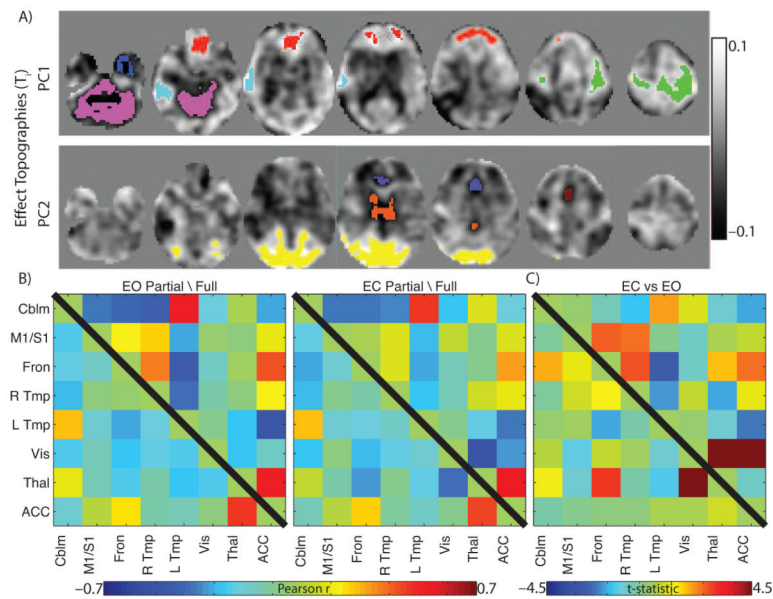 A)
Effect Topographies (Tᵢ)
PC1
PC2
0.1
−0.1
B)
EO Partial \ Full
EC Partial \ Full
C)
EC vs EO
Cblm
M1/S1
Fron
R Tmp
L Tmp
Vis
Thal
ACC
Cblm
M1/S1
Fron
R Tmp
L Tmp
Vis
Thal
ACC
Cblm
M1/S1
Fron
R Tmp
L Tmp
Vis
Thal
ACC
Cblm
M1/S1
Fron
R Tmp
L Tmp
Vis
Thal
ACC
−0.7
Pearson r
0.7
−4.5
t-statistic
4.5